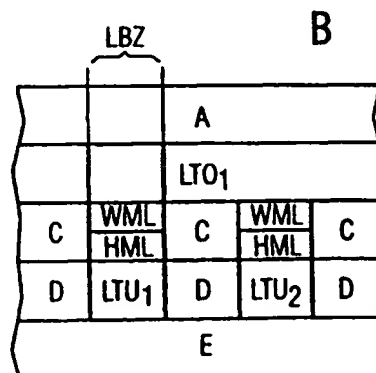 B
LBZ
A
LTO1
C WML C WML C
HML HML
D LTU1 D LTU2 D
E